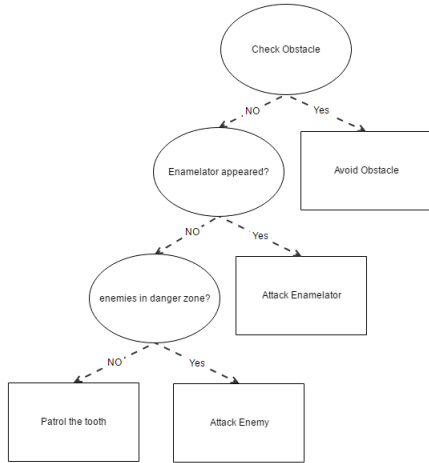 Check Obstacle
NO
Yes
Enamelator appeared?
Avoid Obstacle
NO
Yes
enemies in danger zone?
Attack Enamelator
NO
Yes
Patrol the tooth
Attack Enemy